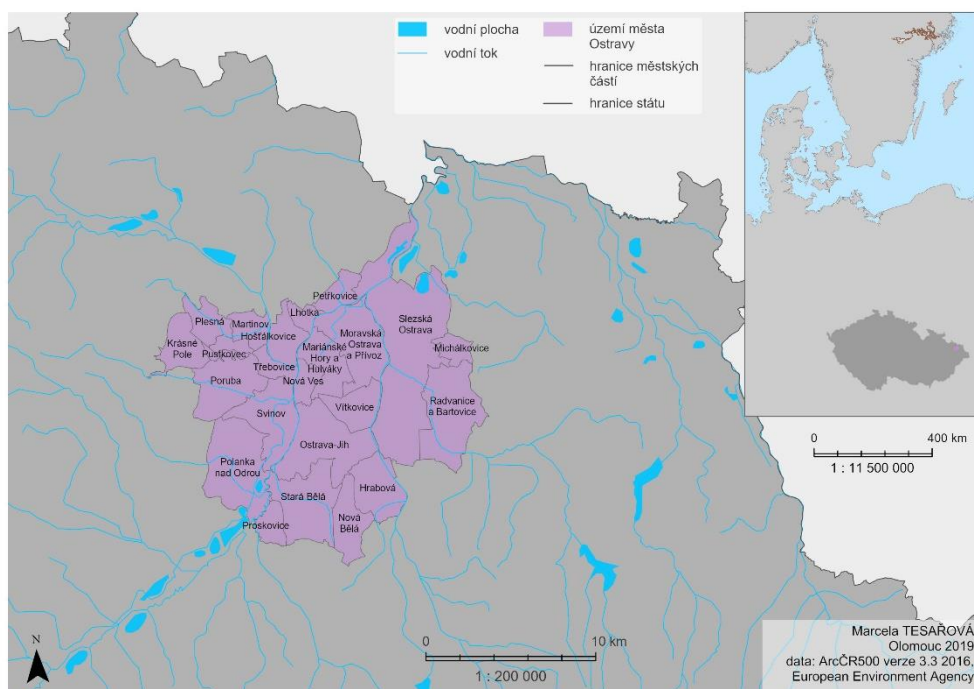 vodní plocha
vodní tok
území města
Ostravy
hranice městských
částí
hranice státu
Petřkovice
Lhotka
Plesná
Martinov
Hošťálkovice
Krásné
Pole
Pustkovec
Třebovice
Mariánské
Hory a
Hulváky
Moravská
Ostrava
a Přívoz
Slezská
Ostrava
Michálkovice
Poruba
Nová Ves
Radvanice
a Bartovice
Svinov
Vítkovice
Ostrava-Jih
Polanka
nad Odrou
Stará Bělá
Hrabová
Nová
Bělá
Proskovice
0 400 km
1 : 11 500 000
N
0 10 km
1 : 200 000
Marcela TESAŘOVÁ
Olomouc 2019
data: ArcČR500 verze 3.3 2016.
European Environment Agency